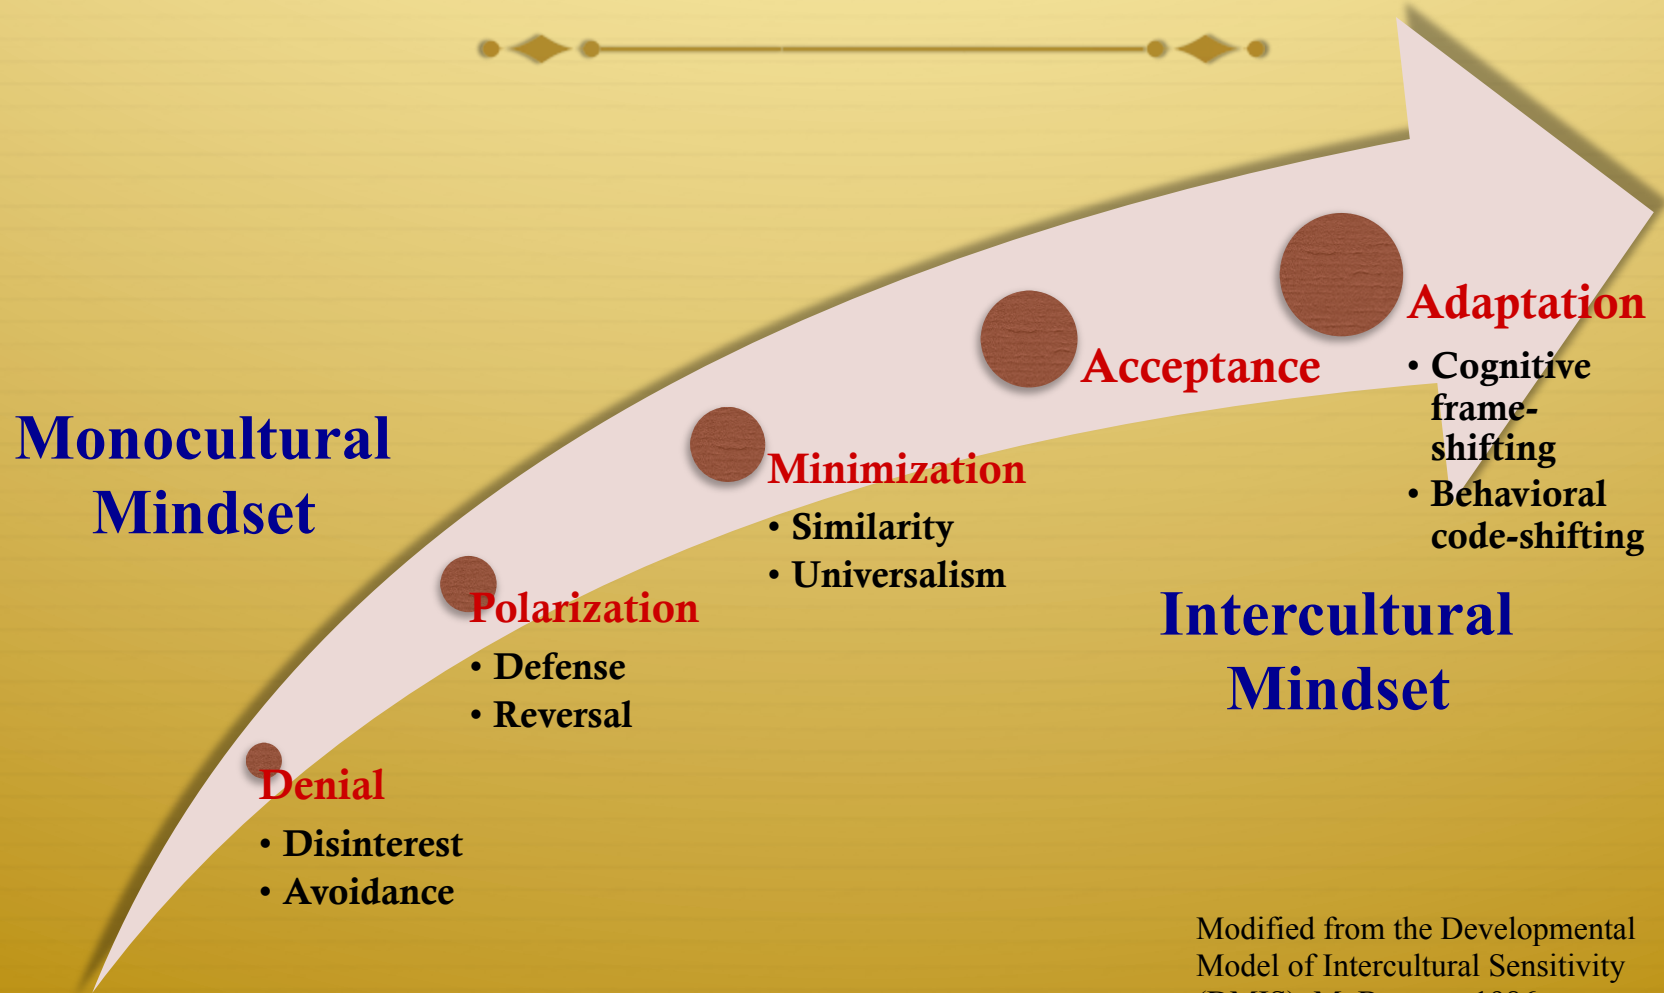 Monocultural
Mindset
Denial
• Disinterest
• Avoidance
Polarization
• Defense
• Reversal
Minimization
• Similarity
• Universalism
Acceptance
Adaptation
• Cognitive
frame-
shifting
• Behavioral
code-shifting
Intercultural
Mindset
Modified from the Developmental
Model of Intercultural Sensitivity